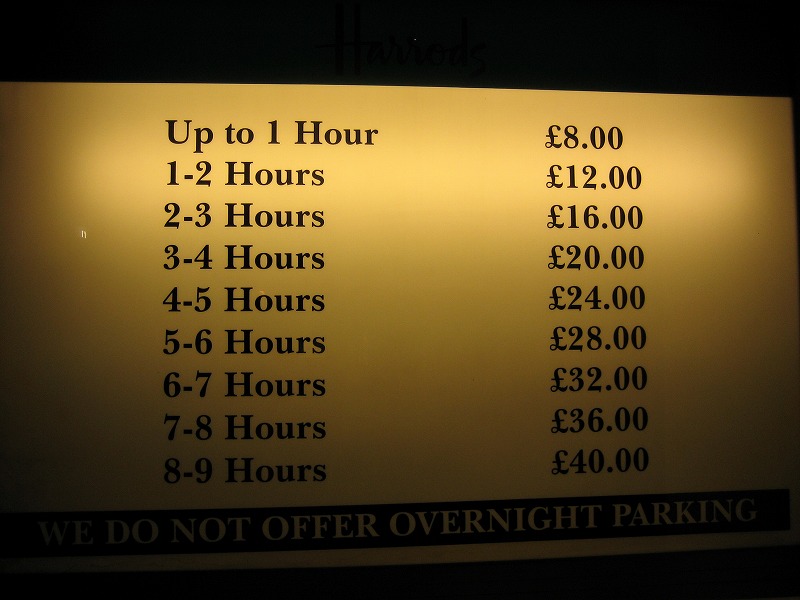 Harrods
Up to 1 Hour £8.00
1-2 Hours £12.00
2-3 Hours £16.00
3-4 Hours £20.00
4-5 Hours £24.00
5-6 Hours £28.00
6-7 Hours £32.00
7-8 Hours £36.00
8-9 Hours £40.00
WE DO NOT OFFER OVERNIGHT PARKING